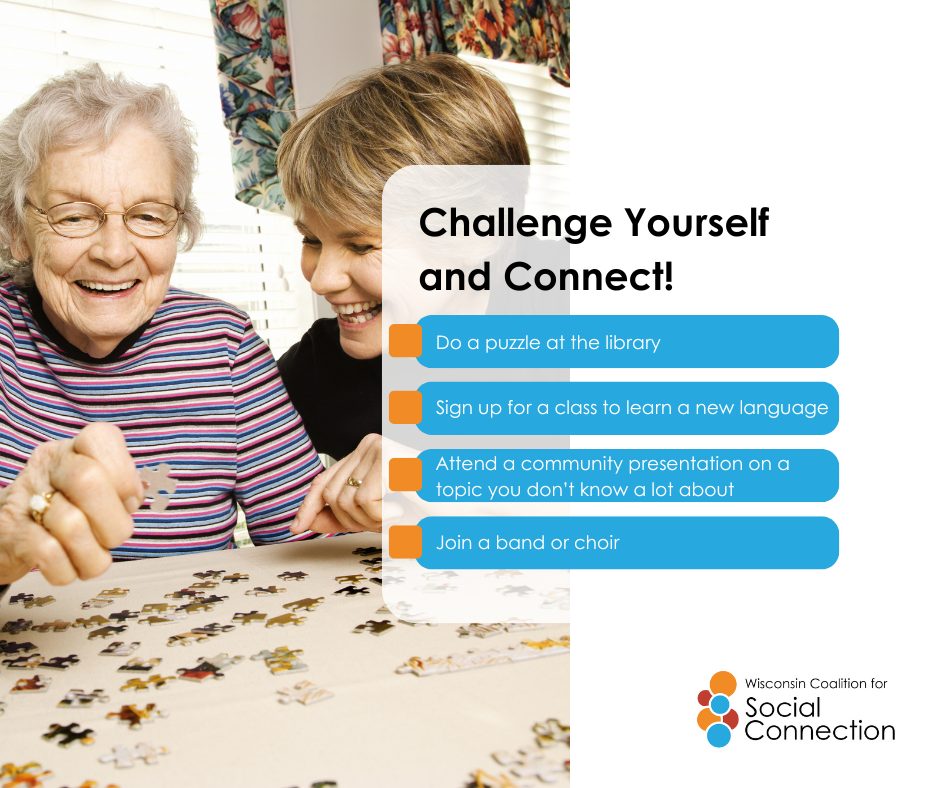 Challenge Yourself
and Connect!
Do a puzzle at the library
Sign up for a class to learn a new language
Attend a community presentation on a
topic you don't know a lot about
Join a band or choir
Wisconsin Coalition for
Social
Connection